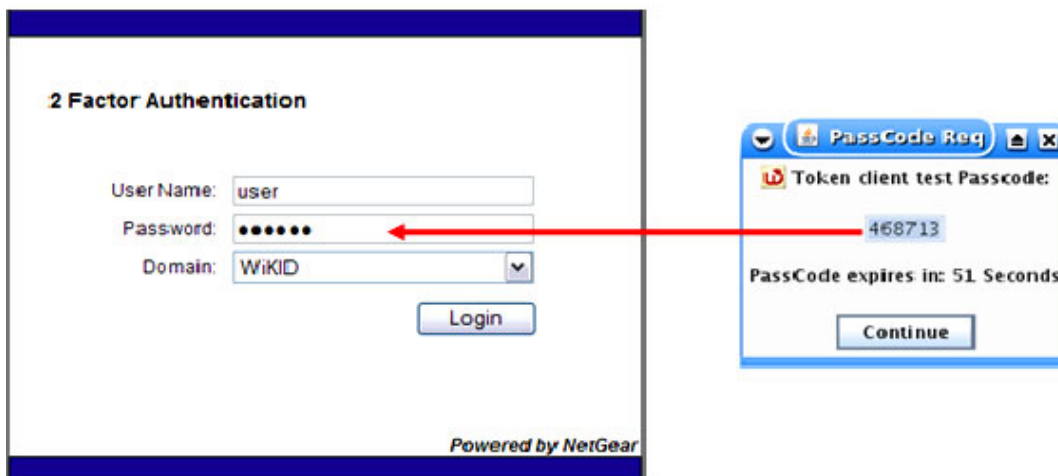 :2 Factor Authentication
User Name: user
Password: ••••••
Domain: WiKID
Login
Powered by NetGear
PassCode Req
Token client test Passcode:
468713
PassCode expires in: 51 Seconds
Continue